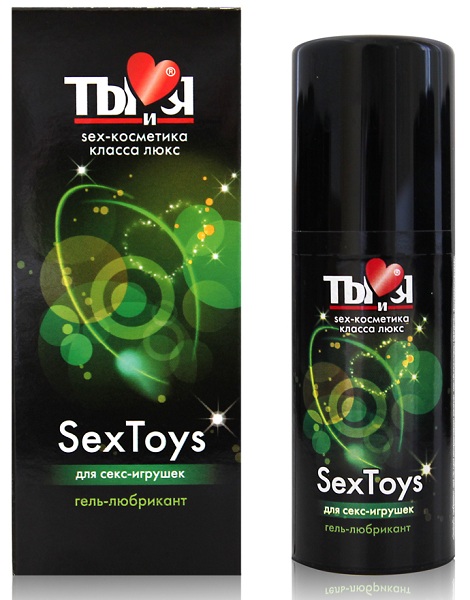 ТЫ Я®
и
sex-косметика
класса люкс
SexToys
для секс-игрушек
гель-любрикант
ТЫ Я®
и
sex-косметика
класса люкс
SexToys
для секс-игрушек
гель-любрикант